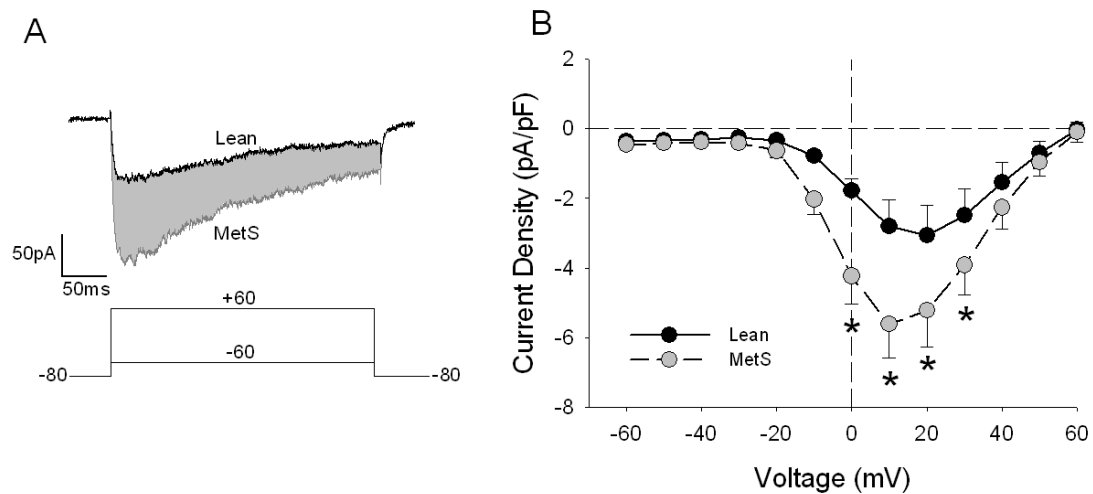 A
Lean
MetS
50pA
50ms
+60
-60
-80
-80
B
Current Density (pA/pF)
2
0
-2
-4
-6
-8
*
*
*
*
Lean
MetS
-60 -40 -20 0 20 40 60
Voltage (mV)